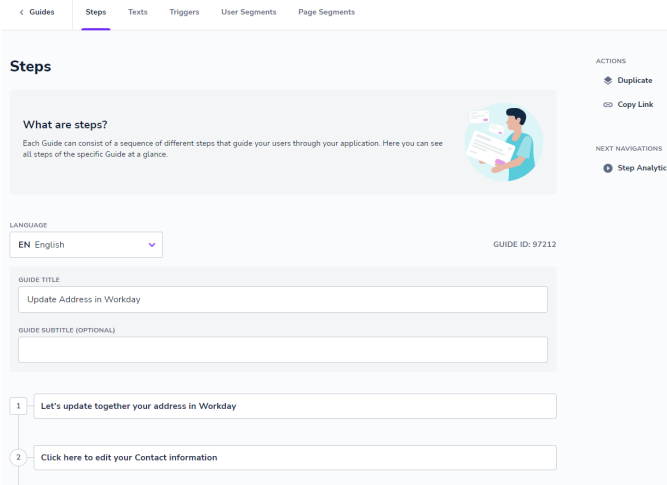 Guides
Steps
Texts
Triggers
User Segments
Page Segments
Steps
ACTIONS
Duplicate
Copy Link
What are steps?
Each Guide can consist of a sequence of different steps that guide your users through your application. Here you can see
all steps of the specific Guide at a glance.
NEXT NAVIGATIONS
Step Analytic
LANGUAGE
EN English
GUIDE ID: 97212
GUIDE TITLE
Update Address in Workday
GUIDE SUBTITLE (OPTIONAL)
1
Let's update together your address in Workday
2
Click here to edit your Contact information